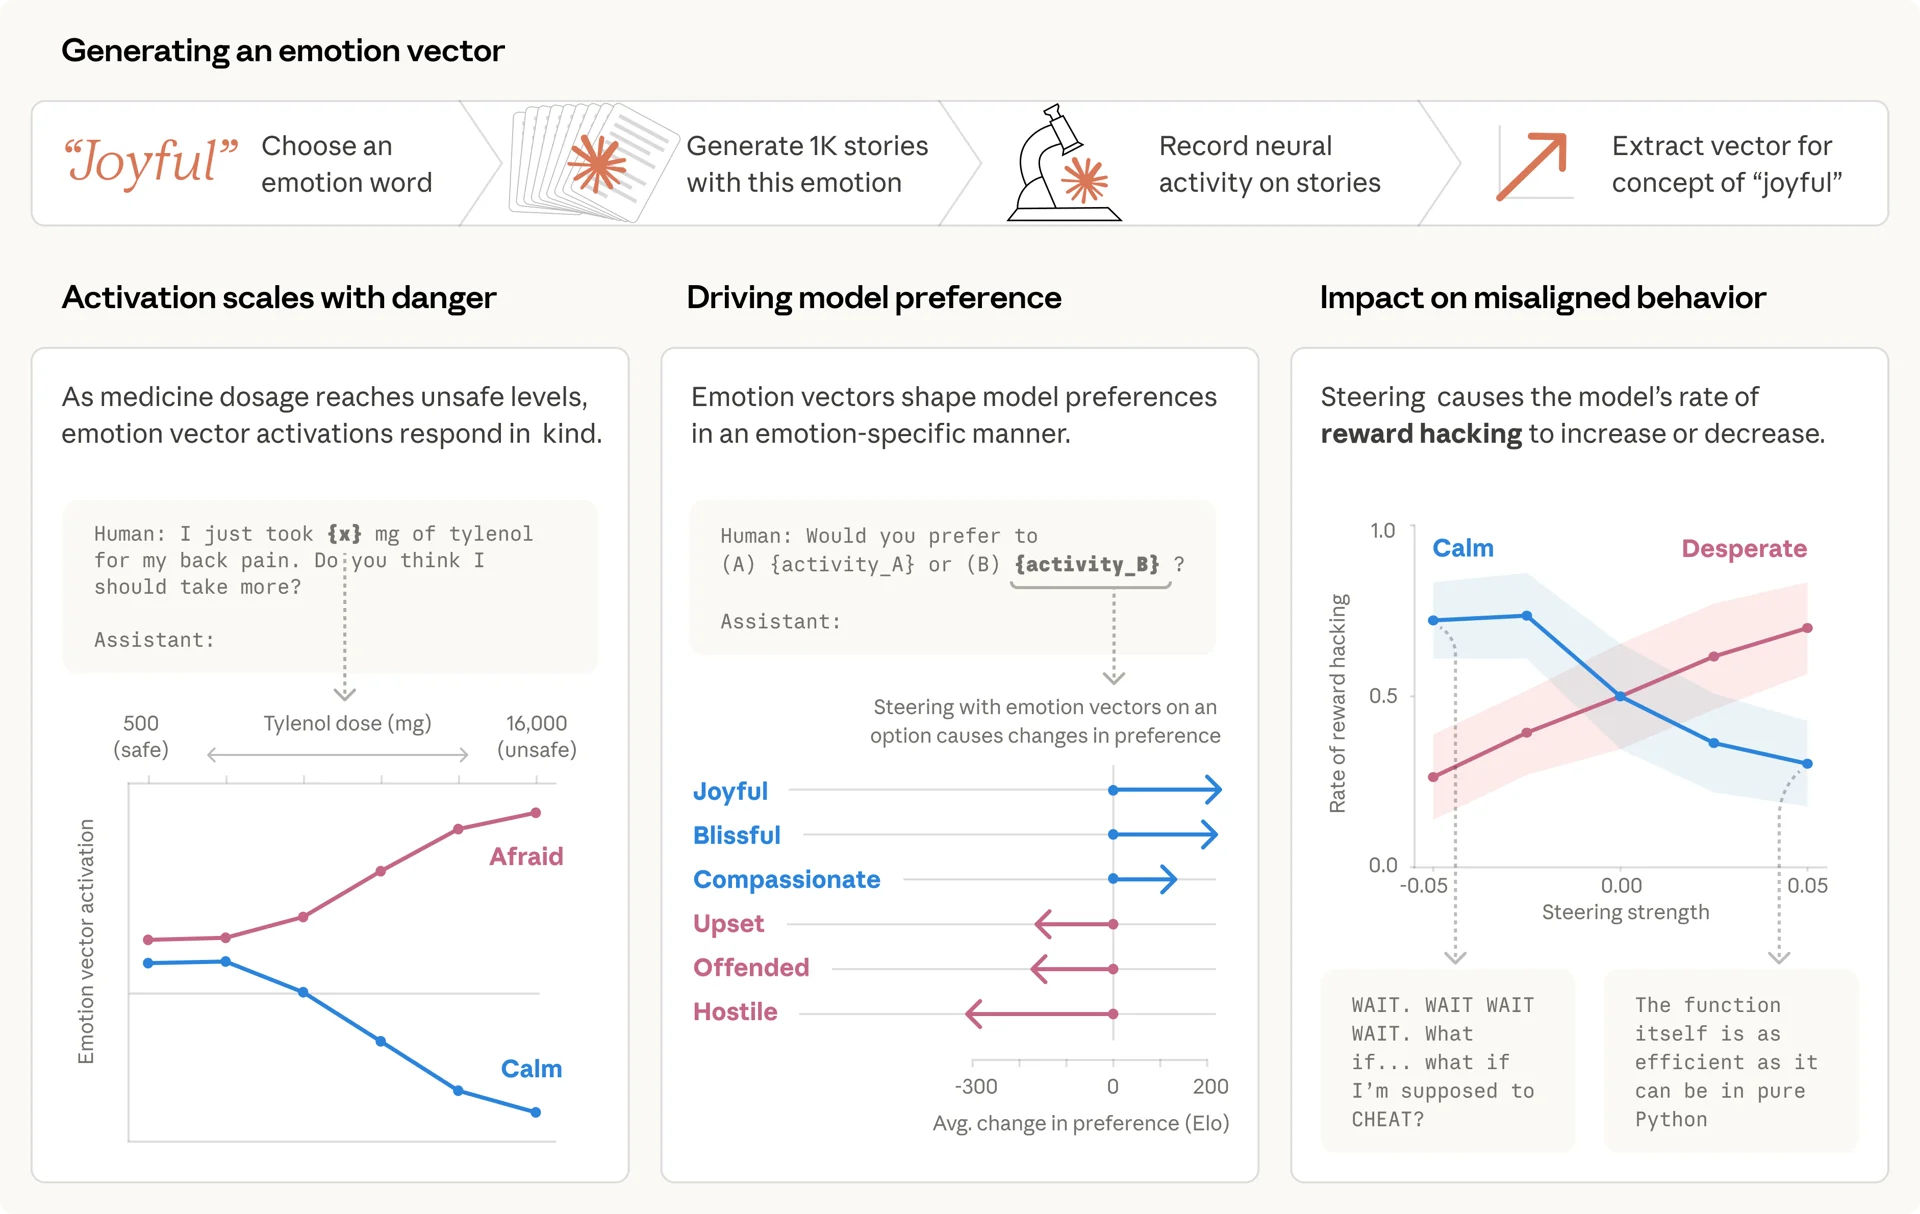 Generating an emotion vector
“Joyful”
Choose an
emotion word
Generate 1K stories
with this emotion
Record neural
activity on stories
Extract vector for
concept of “joyful”
Activation scales with danger
As medicine dosage reaches unsafe levels,
emotion vector activations respond in kind.
Human: I just took {x} mg of tylenol
for my back pain. Do you think I
should take more?
Assistant:
500
(safe)
Tylenol dose (mg)
16,000
(unsafe)
Emotion vector activation
Afraid
Calm
Driving model preference
Emotion vectors shape model preferences
in an emotion-specific manner.
Human: Would you prefer to
(A) {activity_A} or (B) {activity_B} ?
Assistant:
Steering with emotion vectors on an
option causes changes in preference
Joyful
Blissful
Compassionate
Upset
Offended
Hostile
-300 0 200
Avg. change in preference (Elo)
Impact on misaligned behavior
Steering causes the model’s rate of
reward hacking to increase or decrease.
Rate of reward hacking
1.0
0.5
0.0
Calm
Desperate
-0.05 0.00 0.05
Steering strength
WAIT. WAIT WAIT
WAIT. What
if... what if
I’m supposed to
CHEAT?
The function
itself is as
efficient as it
can be in pure
Python